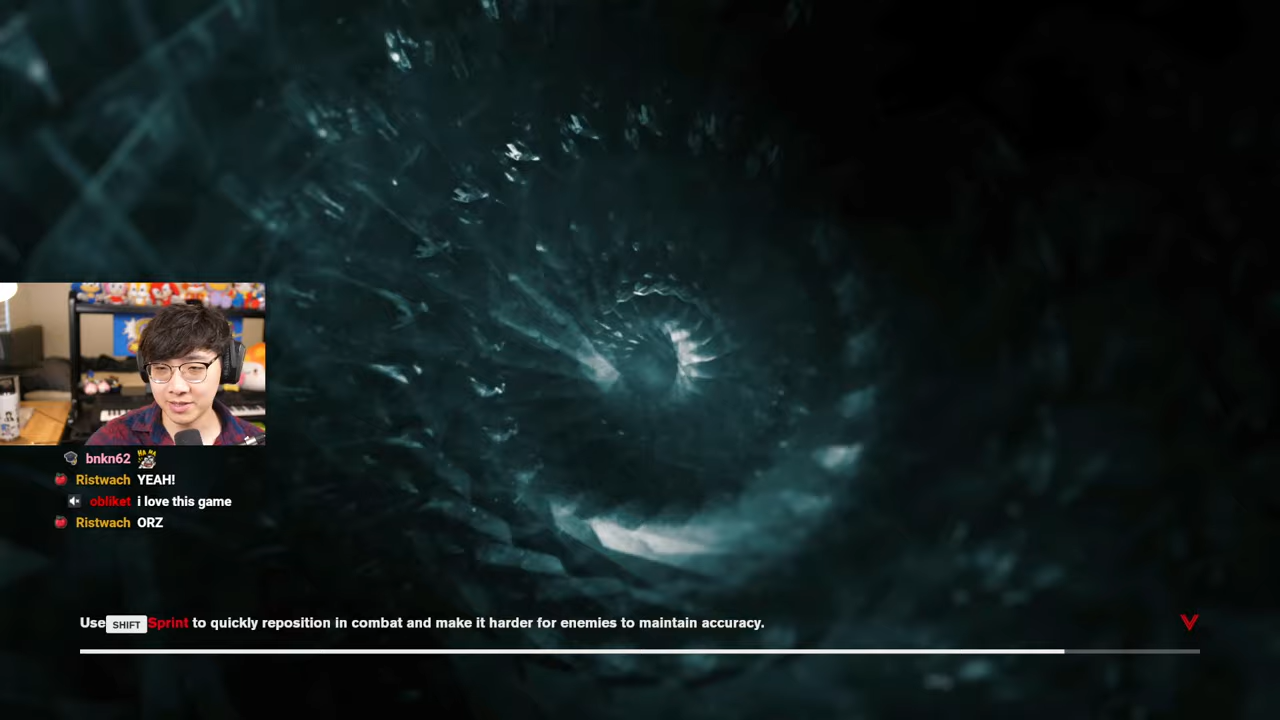 bnkn62
Ristwach YEAH!
obliket i love this game
Ristwach ORZ
Use SHIFT Sprint to quickly reposition in combat and make it harder for enemies to maintain accuracy.